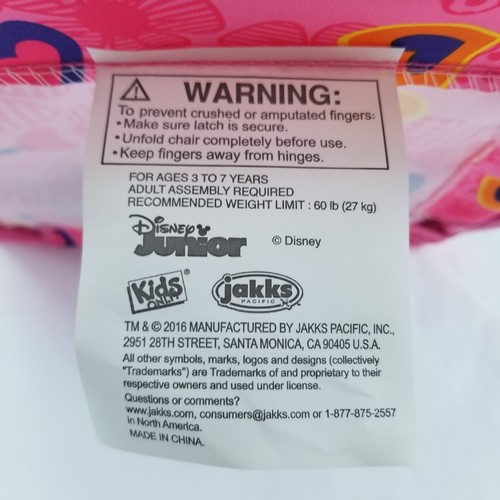 WARNING:
To prevent crushed or amputated fingers:
• Make sure latch is secure.
• Unfold chair completely before use.
• Keep fingers away from hinges.
FOR AGES 3 TO 7 YEARS
ADULT ASSEMBLY REQUIRED
RECOMMENDED WEIGHT LIMIT : 60 lb (27 kg)
Disney
Junior
© Disney
Kids®
ONLY!
jakks
PACIFIC
TM & © 2016 MANUFACTURED BY JAKKS PACIFIC, INC.,
2951 28TH STREET, SANTA MONICA, CA 90405 U.S.A.
All other symbols, marks, logos and designs (collectively
"Trademarks") are Trademarks of and proprietary to their
respective owners and used under license.
Questions or comments?
www.jakks.com, consumers@jakks.com or 1-877-875-2557
in North America.
MADE IN CHINA.